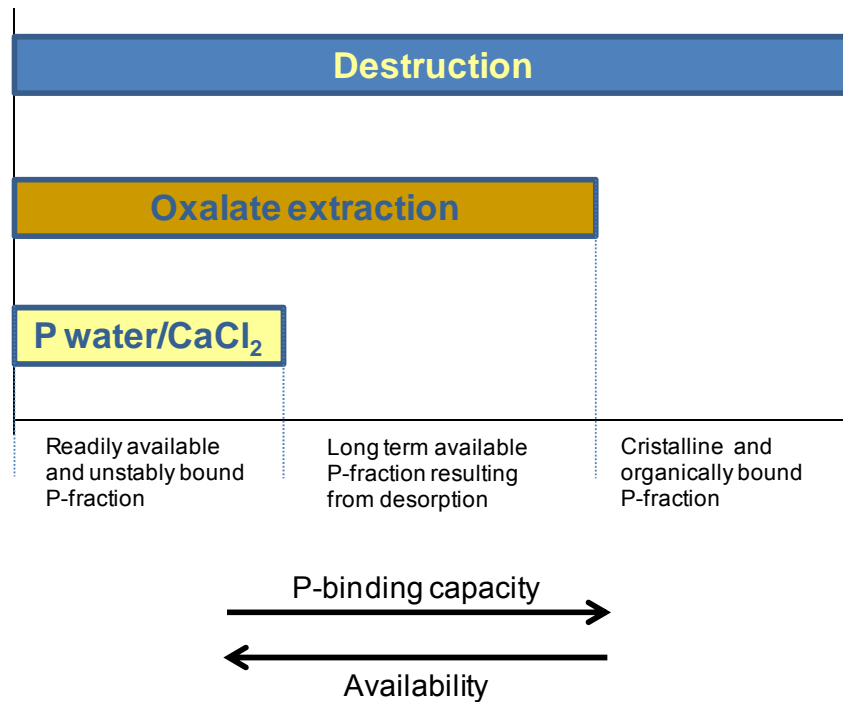 Destruction
Oxalate extraction
P water/CaCl₂
Readily available
and unstably bound
P-fraction
Long term available
P-fraction resulting
from desorption
Cristalline and
organically bound
P-fraction
P-binding capacity
Availability